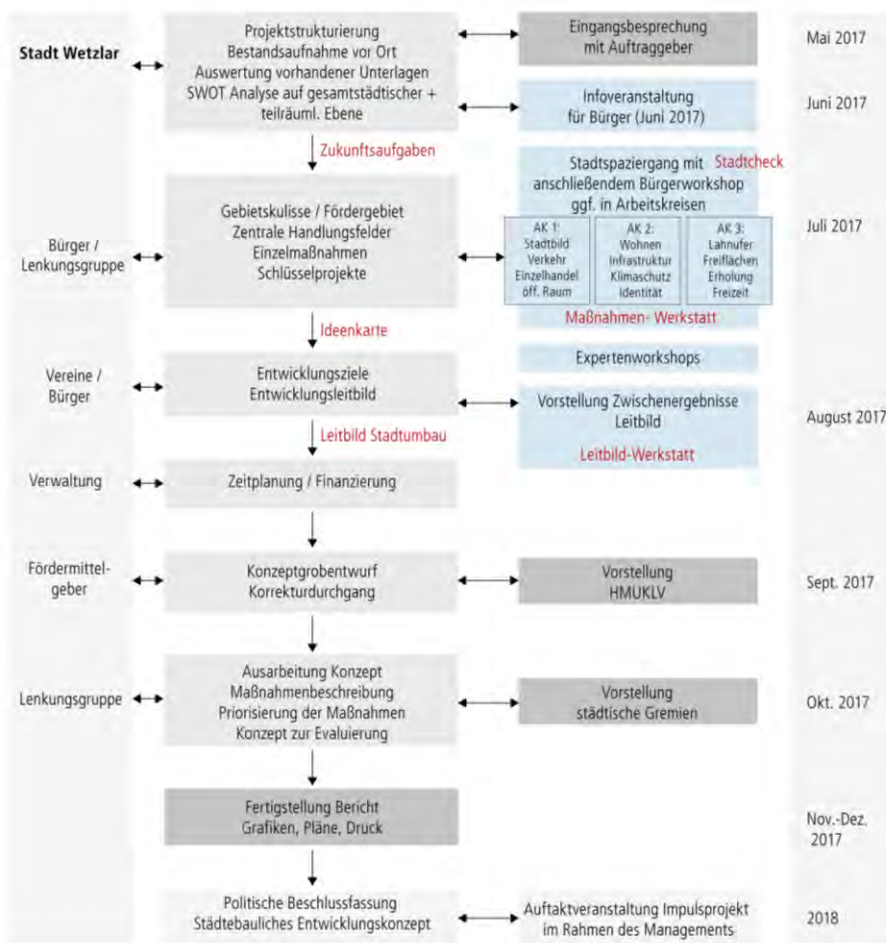 Stadt Wetzlar
Projektstrukturierung
Bestandsaufnahme vor Ort
Auswertung vorhandener Unterlagen
SWOT Analyse auf gesamtstädtischer +
teilräuml. Ebene
Eingangsbesprechung
mit Auftraggeber
Mai 2017
Infoveranstaltung
für Bürger (Juni 2017)
Juni 2017
Zukunftsaufgaben
Bürger /
Lenkungsgruppe
Gebietskulisse / Fördergebiet
Zentrale Handlungsfelder
Einzelmaßnahmen
Schlüsselprojekte
Stadtspaziergang mit Stadtcheck
anschließendem Bürgerworkshop
ggf. in Arbeitskreisen
AK 1:
Stadtbild
Verkehr
Einzelhandel
öff. Raum
AK 2:
Wohnen
Infrastruktur
Klimaschutz
Identität
AK 3:
Lahnufer
Freiflächen
Erholung
Freizeit
Maßnahmen- Werkstatt
Juli 2017
Ideenkarte
Vereine /
Bürger
Entwicklungsziele
Entwicklungsleitbild
Expertenworkshops
Vorstellung Zwischenergebnisse
Leitbild
Leitbild-Werkstatt
August 2017
Leitbild Stadtumbau
Verwaltung
Zeitplanung / Finanzierung
Fördermittel-
geber
Konzeptgrobentwurf
Korrekturdurchgang
Vorstellung
HMUKLV
Sept. 2017
Lenkungsgruppe
Ausarbeitung Konzept
Maßnahmenbeschreibung
Priorisierung der Maßnahmen
Konzept zur Evaluierung
Vorstellung
städtische Gremien
Okt. 2017
Fertigstellung Bericht
Grafiken, Pläne, Druck
Nov.-Dez.
2017
Politische Beschlussfassung
Städtebauliches Entwicklungskonzept
Auftaktveranstaltung Impulsprojekt
im Rahmen des Managements
2018